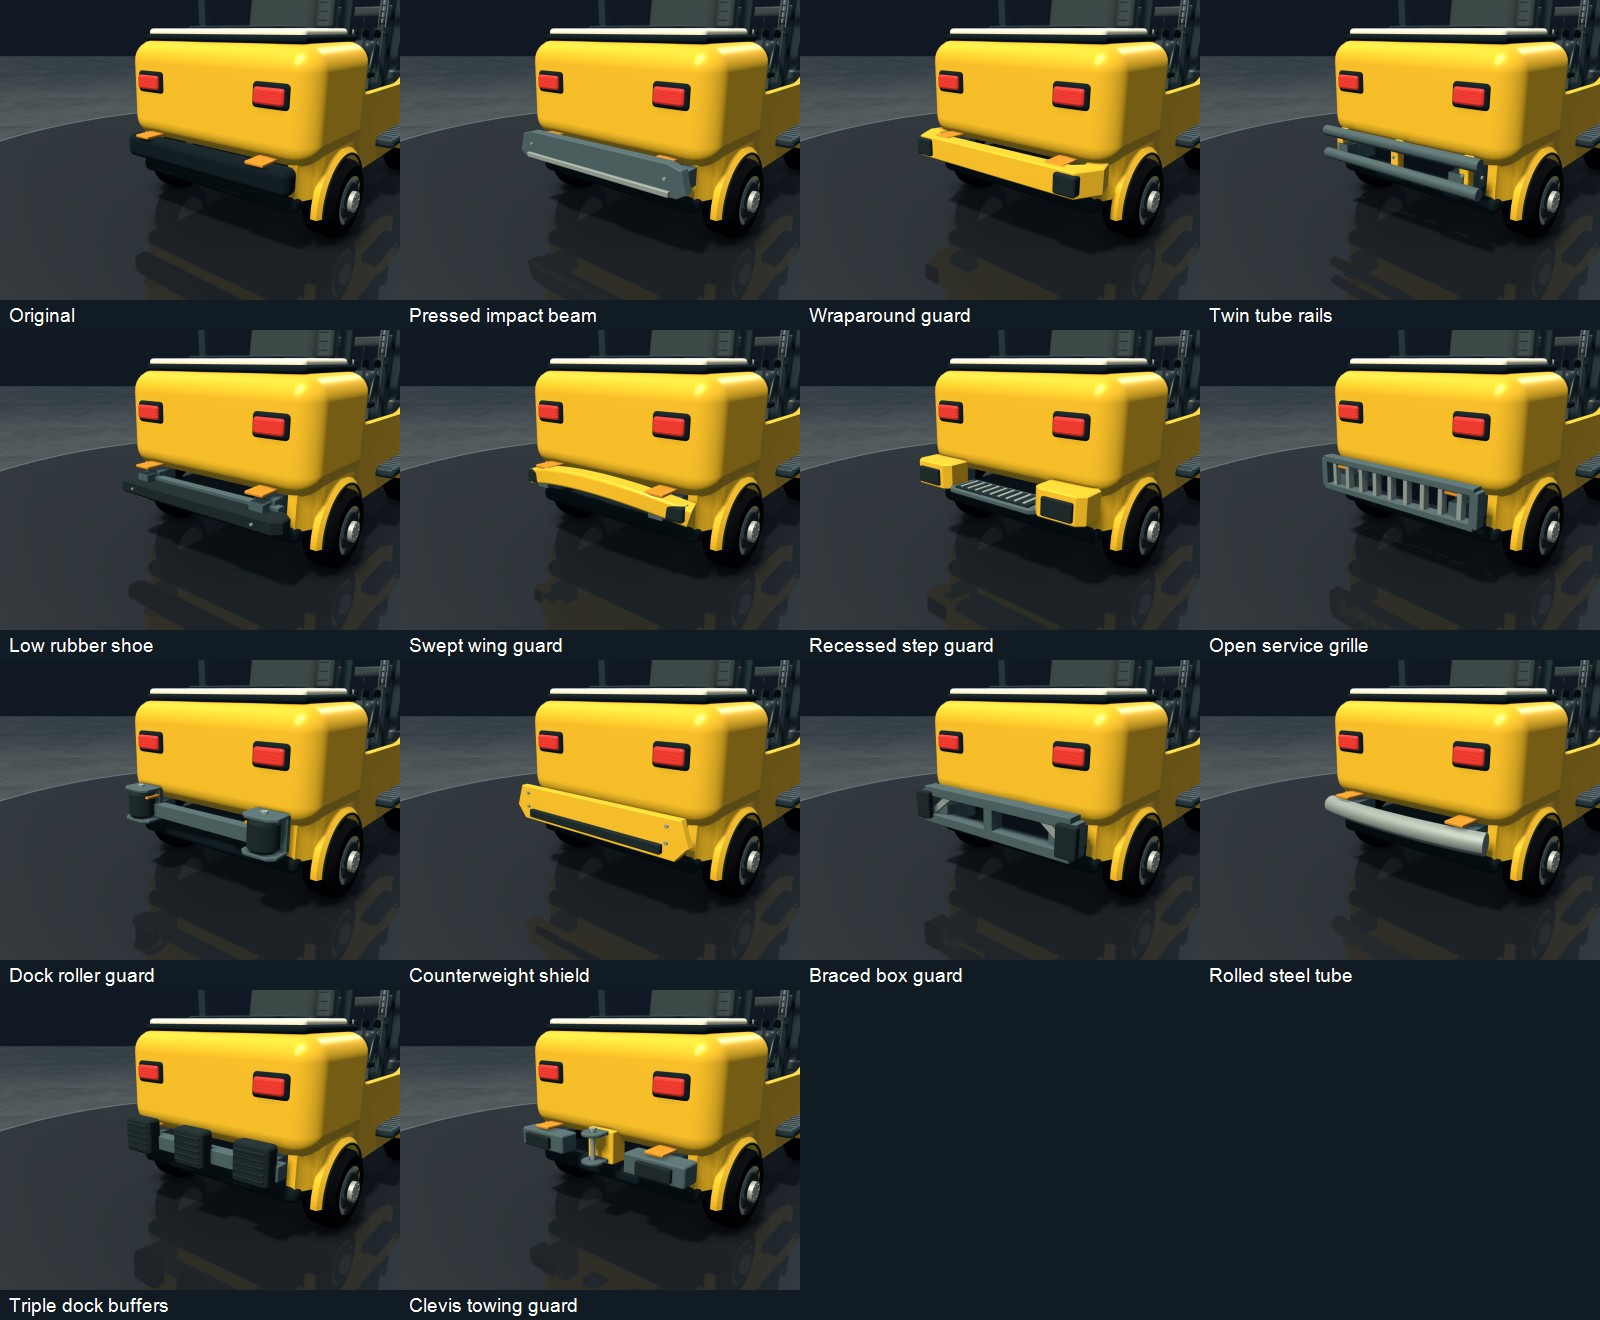 Original
Pressed impact beam
Wraparound guard
Twin tube rails
Low rubber shoe
Swept wing guard
Recessed step guard
Open service grille
Dock roller guard
Counterweight shield
Braced box guard
Rolled steel tube
Triple dock buffers
Clevis towing guard